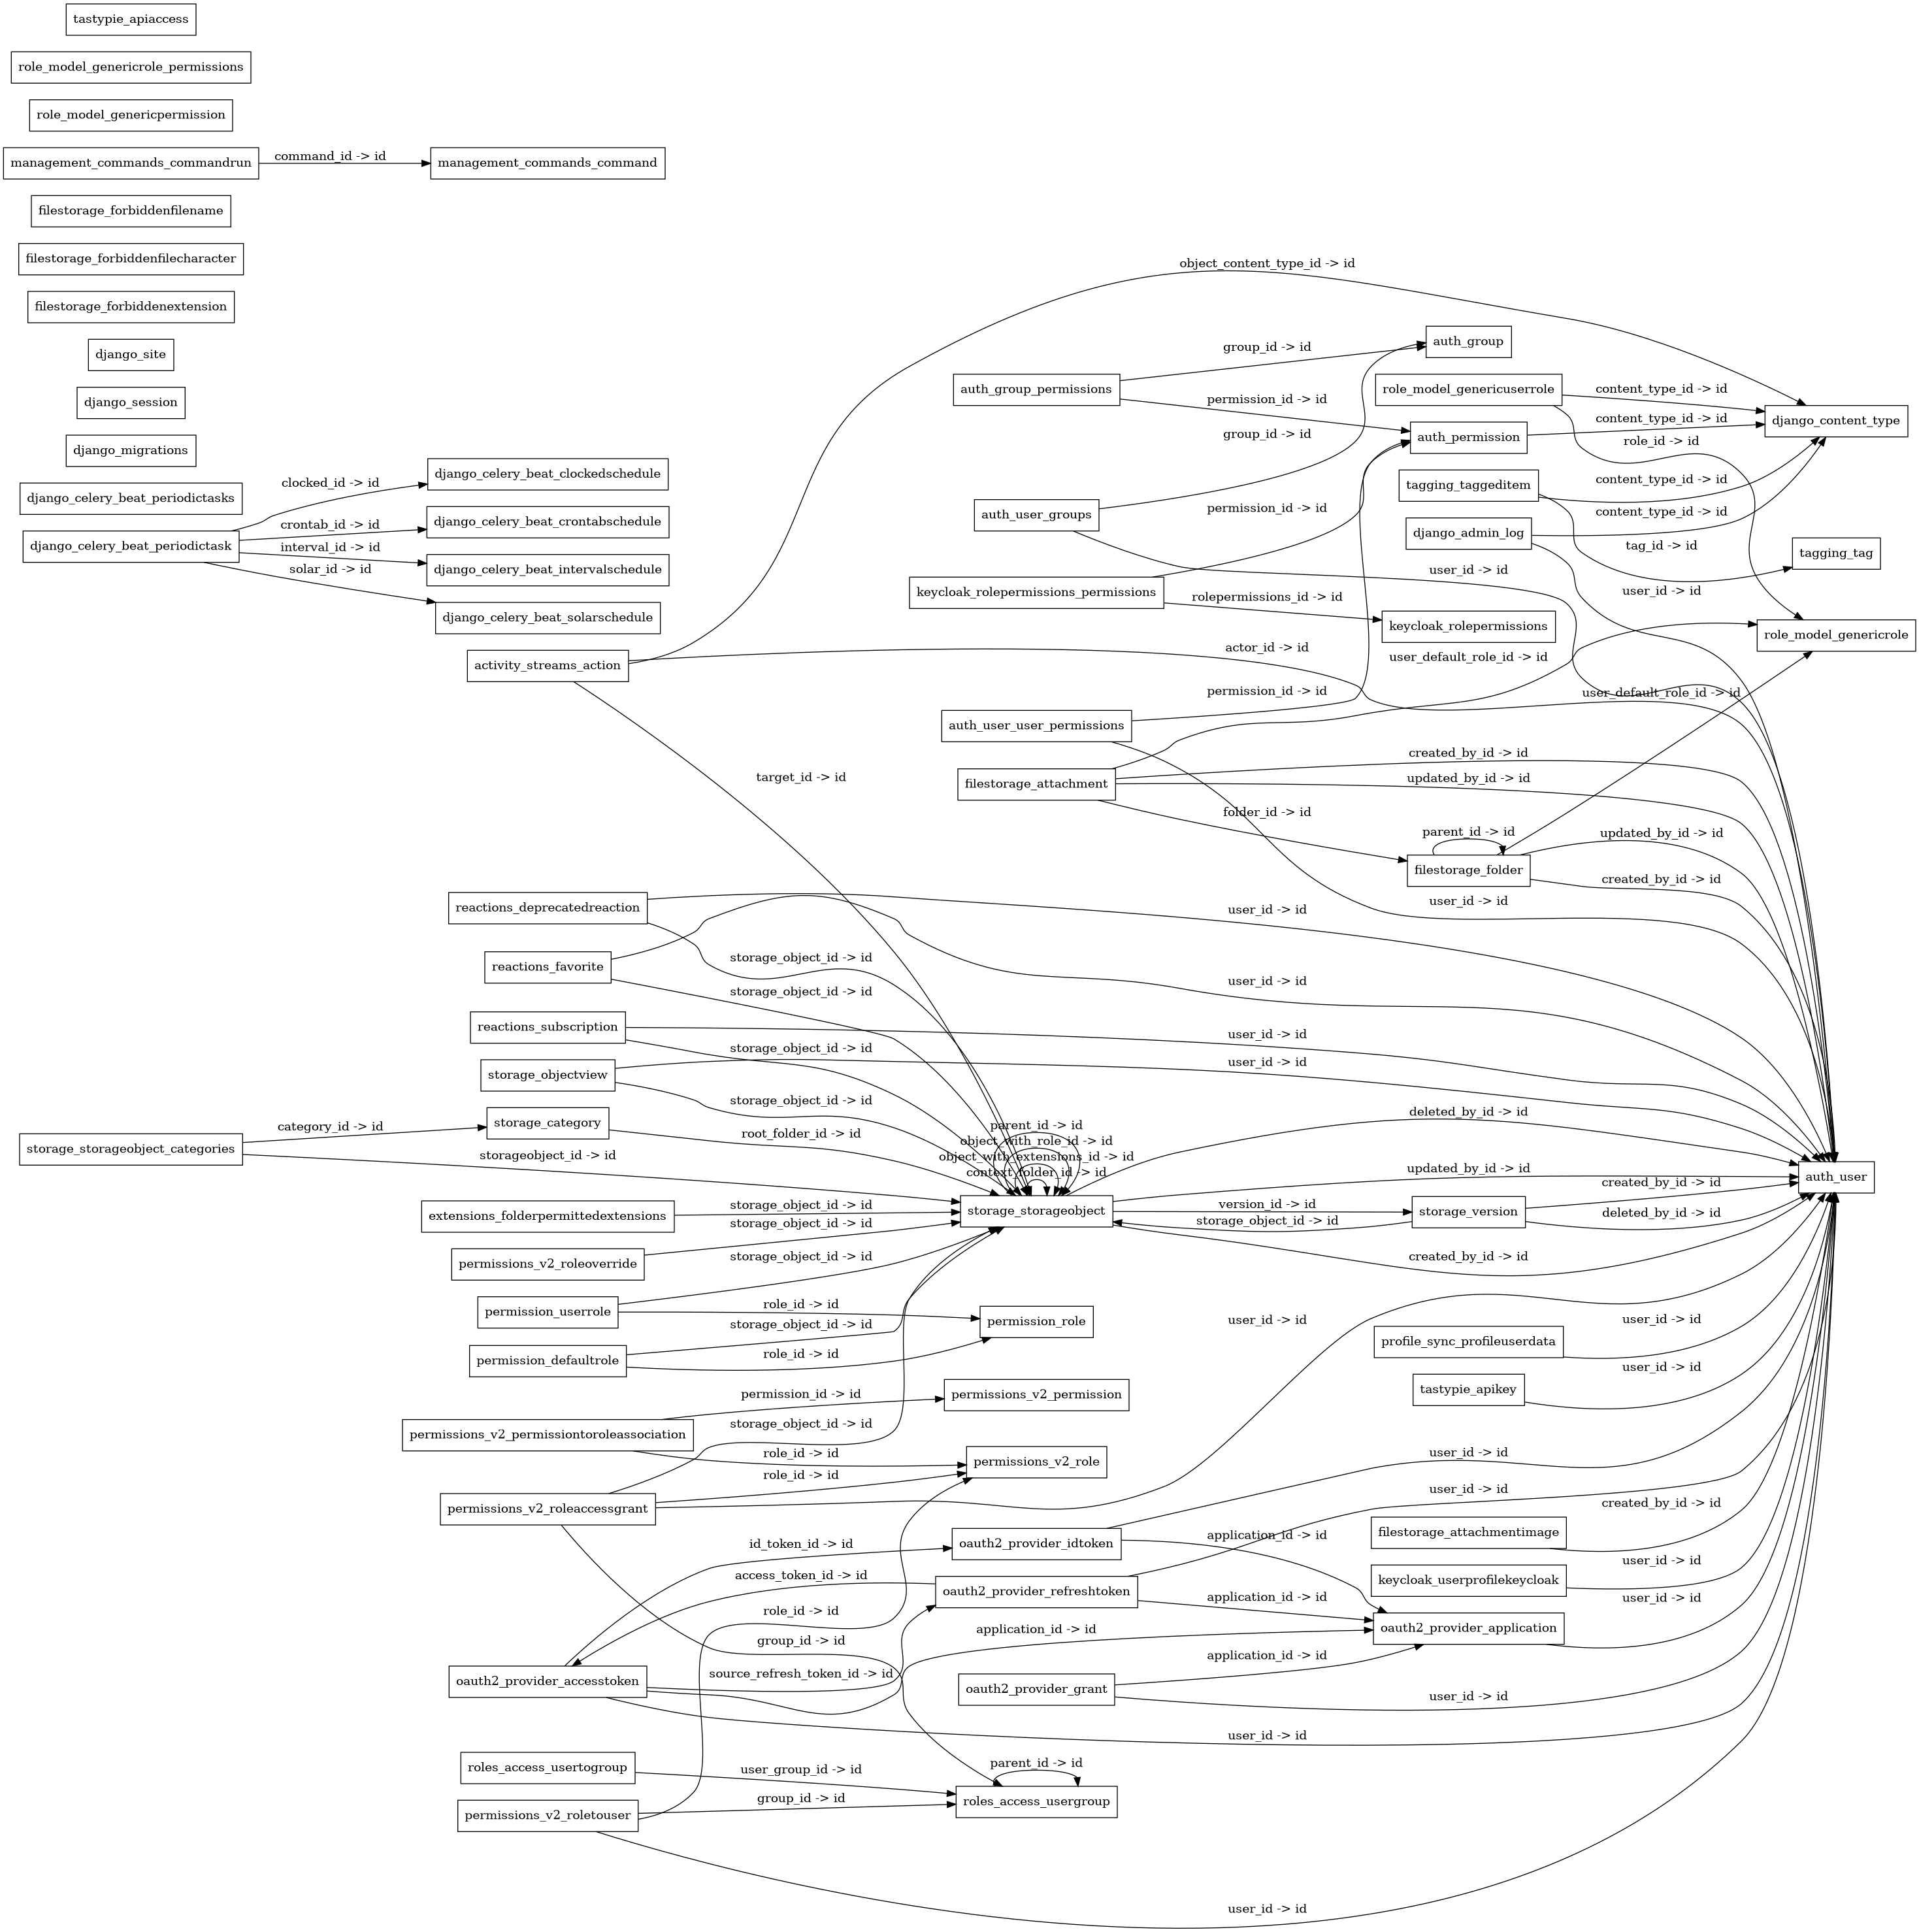 tastypie_apiaccess
role_model_genericrole_permissions
role_model_genericpermission
management_commands_commandrun
command_id -> id
management_commands_command
filestorage_forbiddenfilename
filestorage_forbiddenfilecharacter
filestorage_forbiddenextension
django_site
django_session
django_migrations
django_celery_beat_periodictasks
django_celery_beat_periodictask
clocked_id -> id
crontab_id -> id
interval_id -> id
solar_id -> id
django_celery_beat_clockedschedule
django_celery_beat_crontabschedule
django_celery_beat_intervalschedule
django_celery_beat_solarschedule
activity_streams_action
object_content_type_id -> id
actor_id -> id
target_id -> id
auth_group_permissions
group_id -> id
permission_id -> id
auth_group
auth_user_groups
group_id -> id
user_id -> id
role_model_genericuserrole
content_type_id -> id
role_id -> id
django_content_type
auth_permission
content_type_id -> id
tagging_taggeditem
content_type_id -> id
tag_id -> id
django_admin_log
content_type_id -> id
user_id -> id
tagging_tag
keycloak_rolepermissions_permissions
permission_id -> id
rolepermissions_id -> id
keycloak_rolepermissions
role_model_genericrole
auth_user_user_permissions
permission_id -> id
user_id -> id
filestorage_attachment
user_default_role_id -> id
created_by_id -> id
updated_by_id -> id
folder_id -> id
filestorage_folder
parent_id -> id
user_default_role_id -> id
updated_by_id -> id
created_by_id -> id
reactions_deprecatedreaction
user_id -> id
storage_object_id -> id
reactions_favorite
user_id -> id
storage_object_id -> id
reactions_subscription
user_id -> id
storage_object_id -> id
storage_objectview
user_id -> id
storage_object_id -> id
storage_storageobject_categories
category_id -> id
storageobject_id -> id
storage_category
root_folder_id -> id
parent_id -> id
object_with_role_id -> id
object_with_extensions_id -> id
context_folder_id -> id
storage_storageobject
deleted_by_id -> id
updated_by_id -> id
version_id -> id
storage_object_id -> id
created_by_id -> id
storage_version
created_by_id -> id
deleted_by_id -> id
auth_user
extensions_folderpermittedextensions
storage_object_id -> id
permissions_v2_roleoverride
storage_object_id -> id
permission_userrole
storage_object_id -> id
role_id -> id
permission_role
permission_defaultrole
storage_object_id -> id
role_id -> id
permissions_v2_permissiontoroleassociation
permission_id -> id
role_id -> id
permissions_v2_permission
permissions_v2_role
permissions_v2_roleaccessgrant
storage_object_id -> id
role_id -> id
user_id -> id
group_id -> id
profile_sync_profileuserdata
user_id -> id
tastypie_apikey
user_id -> id
oauth2_provider_idtoken
user_id -> id
application_id -> id
oauth2_provider_refreshtoken
user_id -> id
access_token_id -> id
application_id -> id
filestorage_attachmentimage
created_by_id -> id
keycloak_userprofilekeycloak
user_id -> id
oauth2_provider_application
user_id -> id
oauth2_provider_accesstoken
id_token_id -> id
source_refresh_token_id -> id
application_id -> id
user_id -> id
oauth2_provider_grant
application_id -> id
user_id -> id
roles_access_usertogroup
user_group_id -> id
permissions_v2_roletouser
role_id -> id
group_id -> id
user_id -> id
parent_id -> id
roles_access_usergroup